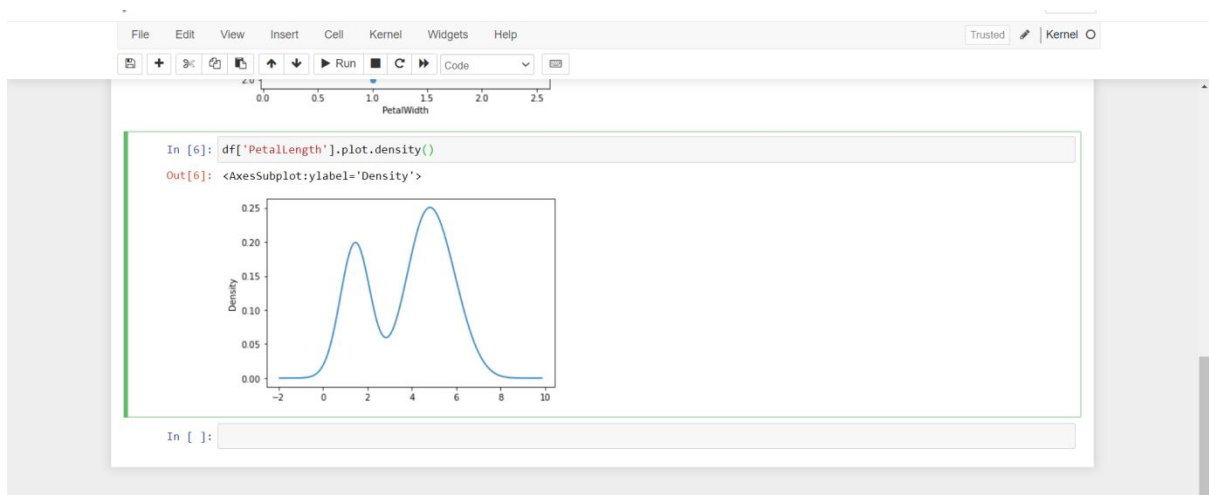 File Edit View Insert Cell Kernel Widgets Help Trusted Kernel
Run Code
2.0
0.0 0.5 1.0 1.5 2.0 2.5
PetalWidth
In [6]: df['PetalLength'].plot.density()
Out[6]: <AxesSubplot:ylabel='Density'>
0.25
0.20
0.15
0.10
0.05
0.00
Density
−2 0 2 4 6 8 10
In [ ]: